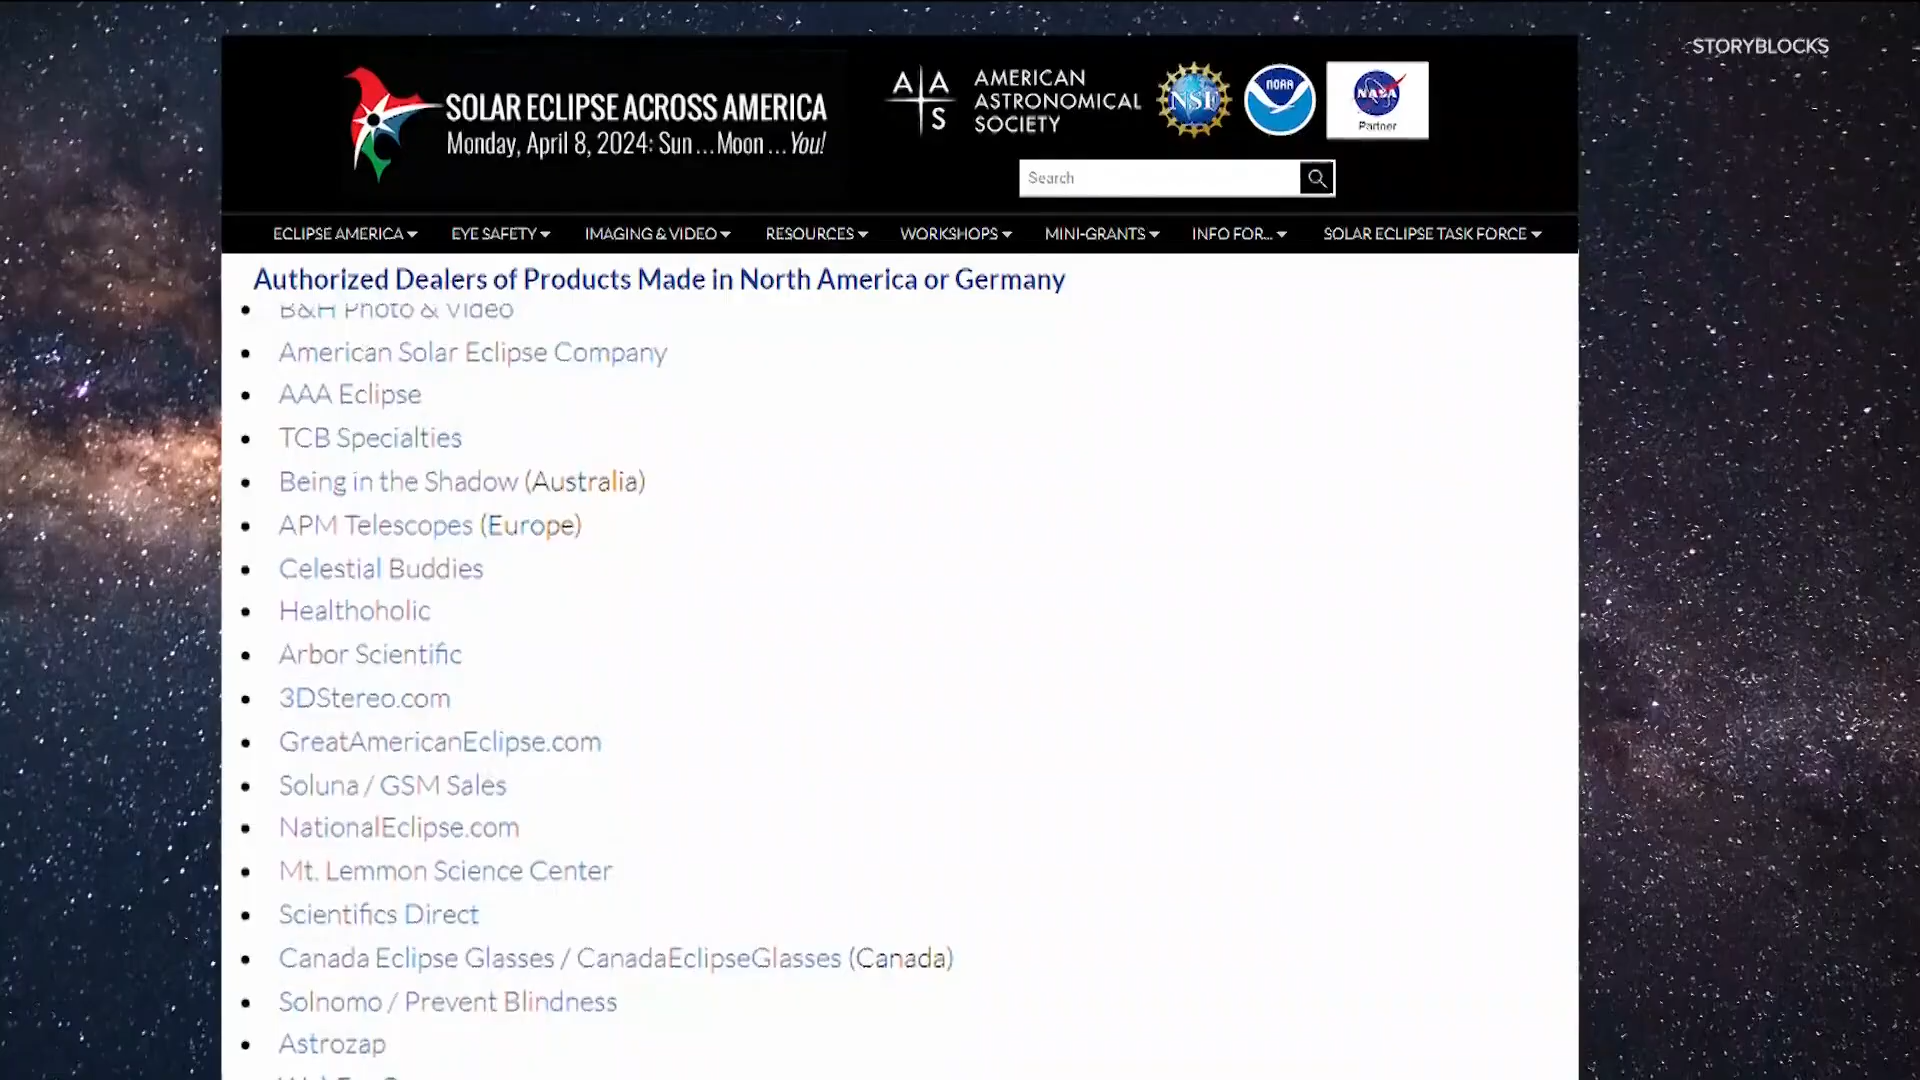 STORYBLOCKS
SOLAR ECLIPSE ACROSS AMERICA
Monday, April 8, 2024: Sun...Moon...You!
A A
S
AMERICAN
ASTRONOMICAL
SOCIETY
NSF
NOAA
NASA
Partner
Search
ECLIPSE AMERICA EYE SAFETY IMAGING & VIDEO RESOURCES WORKSHOPS MINI-GRANTS INFO FOR... SOLAR ECLIPSE TASK FORCE
Authorized Dealers of Products Made in North America or Germany
B&H Photo & Video
American Solar Eclipse Company
AAA Eclipse
TCB Specialties
Being in the Shadow (Australia)
APM Telescopes (Europe)
Celestial Buddies
Healthoholic
Arbor Scientific
3DStereo.com
GreatAmericanEclipse.com
Soluna / GSM Sales
NationalEclipse.com
Mt. Lemmon Science Center
Scientifics Direct
Canada Eclipse Glasses / CanadaEclipseGlasses (Canada)
Solnomo / Prevent Blindness
Astrozap